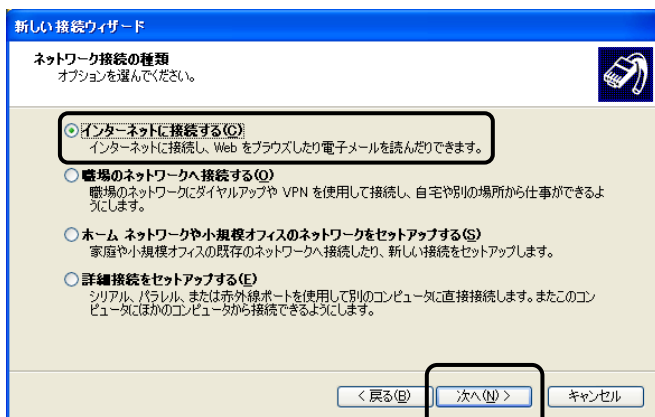 新しい接続ウィザード
ネットワーク接続の種類
オプションを選んでください。
インターネットに接続する(C)
インターネットに接続し、Web をブラウズしたり電子メールを読んだりできます。
職場のネットワークへ接続する(O)
職場のネットワークにダイヤルアップや VPN を使用して接続し、自宅や別の場所から仕事ができるよ
うにします。
ホーム ネットワークや小規模オフィスのネットワークをセットアップする(S)
家庭や小規模オフィスの既存のネットワークへ接続したり、新しい接続をセットアップします。
詳細接続をセットアップする(E)
シリアル、パラレル、または赤外線ポートを使用して別のコンピュータに直接接続します。またこのコン
ピュータにほかのコンピュータから接続できるようにします。
< 戻る(B) 次へ(N) > キャンセル